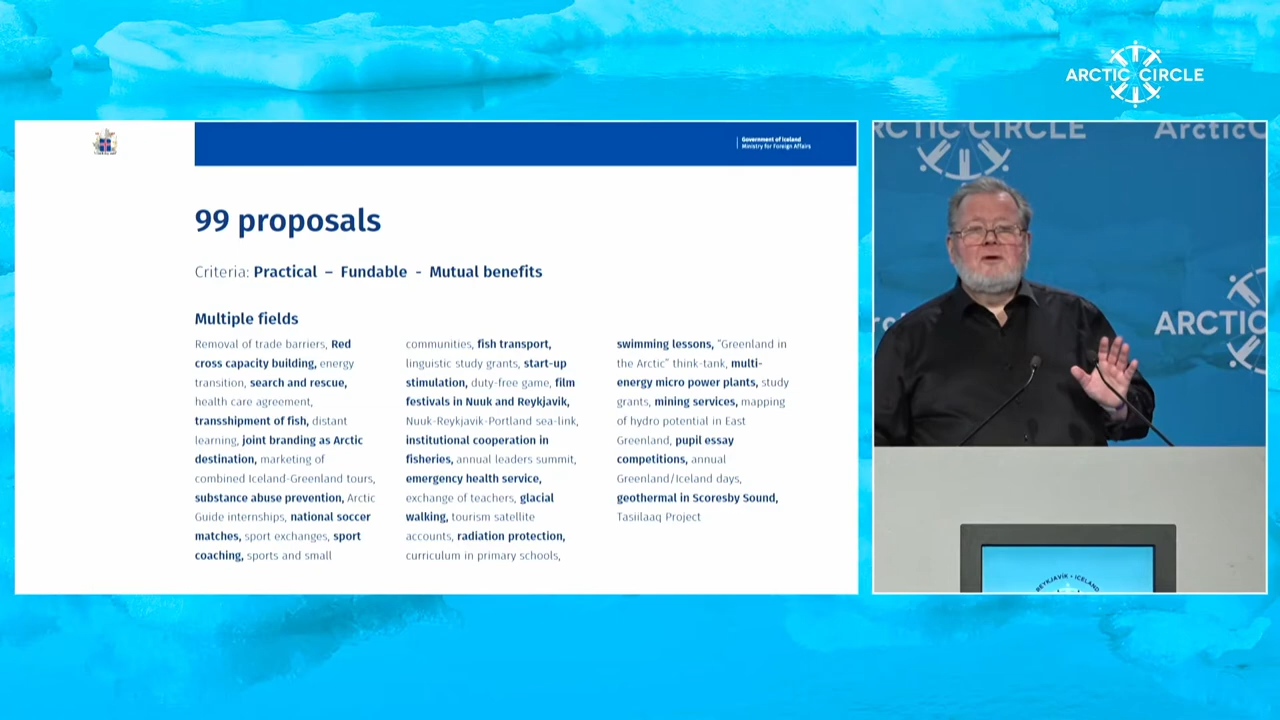 ARCTIC CIRCLE
Government of Iceland
Ministry for Foreign Affairs
99 proposals
Criteria: Practical – Fundable - Mutual benefits
Multiple fields
Removal of trade barriers, Red
cross capacity building, energy
transition, search and rescue,
health care agreement,
transshipment of fish, distant
learning, joint branding as Arctic
destination, marketing of
combined Iceland-Greenland tours,
substance abuse prevention, Arctic
Guide internships, national soccer
matches, sport exchanges, sport
coaching, sports and small
communities, fish transport,
linguistic study grants, start-up
stimulation, duty-free game, film
festivals in Nuuk and Reykjavik,
Nuuk-Reykjavik-Portland sea-link,
institutional cooperation in
fisheries, annual leaders summit,
emergency health service,
exchange of teachers, glacial
walking, tourism satellite
accounts, radiation protection,
curriculum in primary schools,
swimming lessons, "Greenland in
the Arctic" think-tank, multi-
energy micro power plants, study
grants, mining services, mapping
of hydro potential in East
Greenland, pupil essay
competitions, annual
Greenland/Iceland days,
geothermal in Scoresby Sound,
Tasiilaaq Project
RCTIC CIRCLE
ArcticC
ARCTIC
REYKJAVÍK • ICELAND